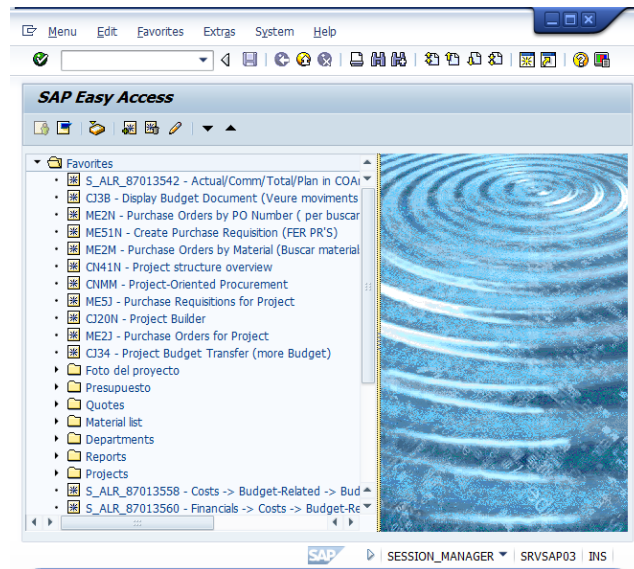 Menu Edit Favorites Extras System Help
SAP Easy Access
Favorites
S_ALR_87013542 - Actual/Comm/Total/Plan in COAr
CJ3B - Display Budget Document (Veure moviments
ME2N - Purchase Orders by PO Number ( per buscar
ME51N - Create Purchase Requisition (FER PR'S)
ME2M - Purchase Orders by Material (Buscar material
CN41N - Project structure overview
CNMM - Project-Oriented Procurement
ME5J - Purchase Requisitions for Project
CJ20N - Project Builder
ME2J - Purchase Orders for Project
CJ34 - Project Budget Transfer (more Budget)
Foto del proyecto
Presupuesto
Quotes
Material list
Departments
Reports
Projects
S_ALR_87013558 - Costs -> Budget-Related -> Bud
S_ALR_87013560 - Financials -> Costs -> Budget-Re
SAP SESSION_MANAGER SRVSAP03 INS